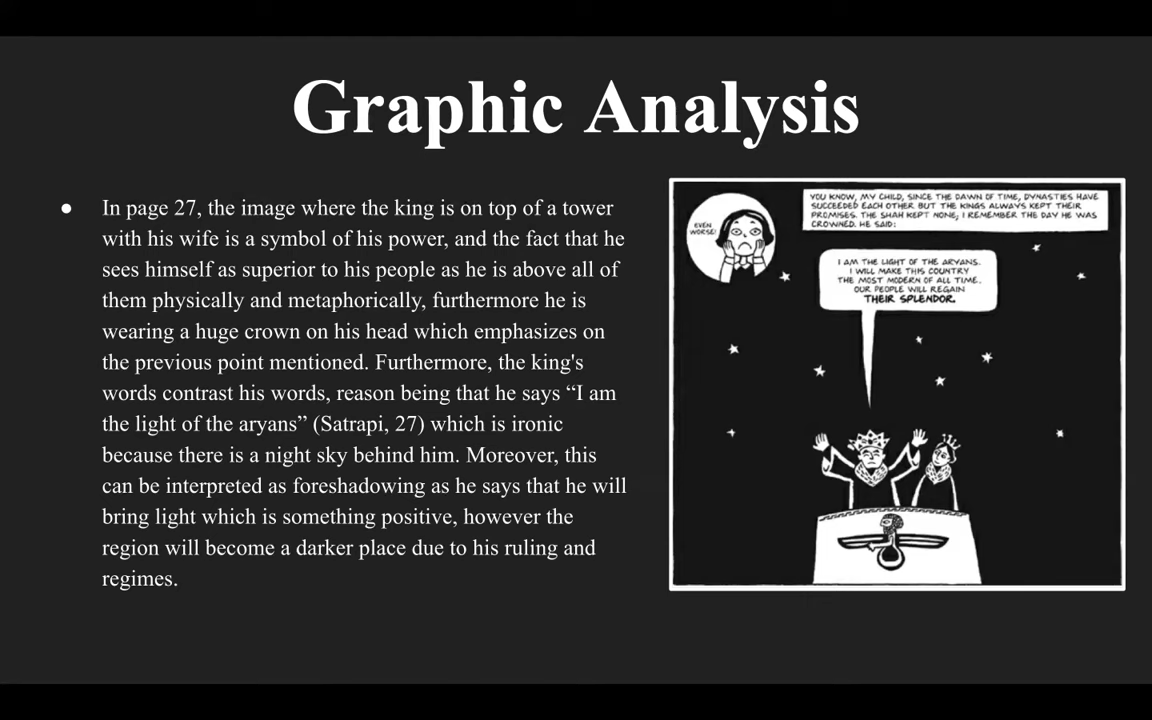 Graphic Analysis
● In page 27, the image where the king is on top of a tower
with his wife is a symbol of his power, and the fact that he
sees himself as superior to his people as he is above all of
them physically and metaphorically, furthermore he is
wearing a huge crown on his head which emphasizes on
the previous point mentioned. Furthermore, the king's
words contrast his words, reason being that he says “I am
the light of the aryans” (Satrapi, 27) which is ironic
because there is a night sky behind him. Moreover, this
can be interpreted as foreshadowing as he says that he will
bring light which is something positive, however the
region will become a darker place due to his ruling and
regimes.
EVEN
WORSE!
YOU KNOW, MY CHILD, SINCE THE DAWN OF TIME, DYNASTIES HAVE
SUCCEEDED EACH OTHER BUT THE KINGS ALWAYS KEPT THEIR
PROMISES. THE SHAH KEPT NONE; I REMEMBER THE DAY HE WAS
CROWNED. HE SAID:
I AM THE LIGHT OF THE ARYANS.
I WILL MAKE THIS COUNTRY
THE MOST MODERN OF ALL TIME.
OUR PEOPLE WILL REGAIN
THEIR SPLENDOR.